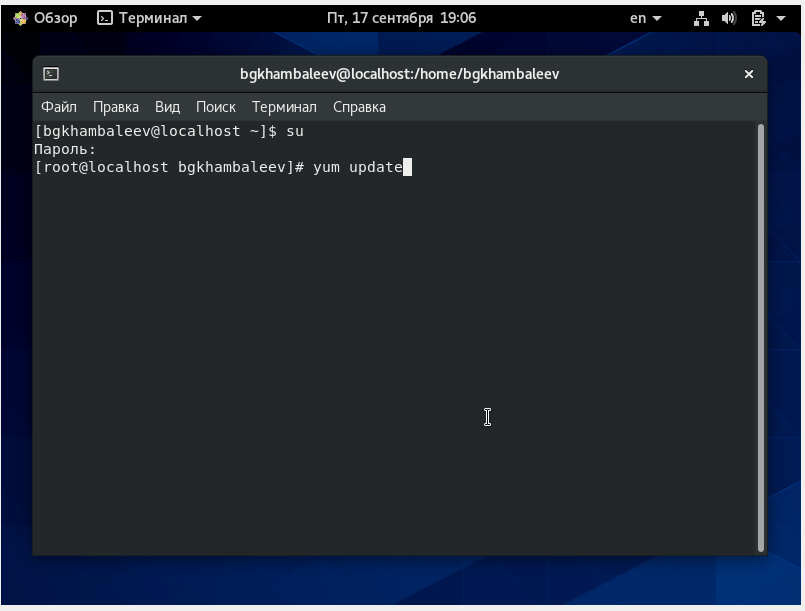 Обзор Терминал Пт, 17 сентября 19:06 en
bgkhambaleev@localhost:/home/bgkhambaleev
Файл Правка Вид Поиск Терминал Справка
[bgkhambaleev@localhost ~]$ su
Пароль:
[root@localhost bgkhambaleev]# yum update